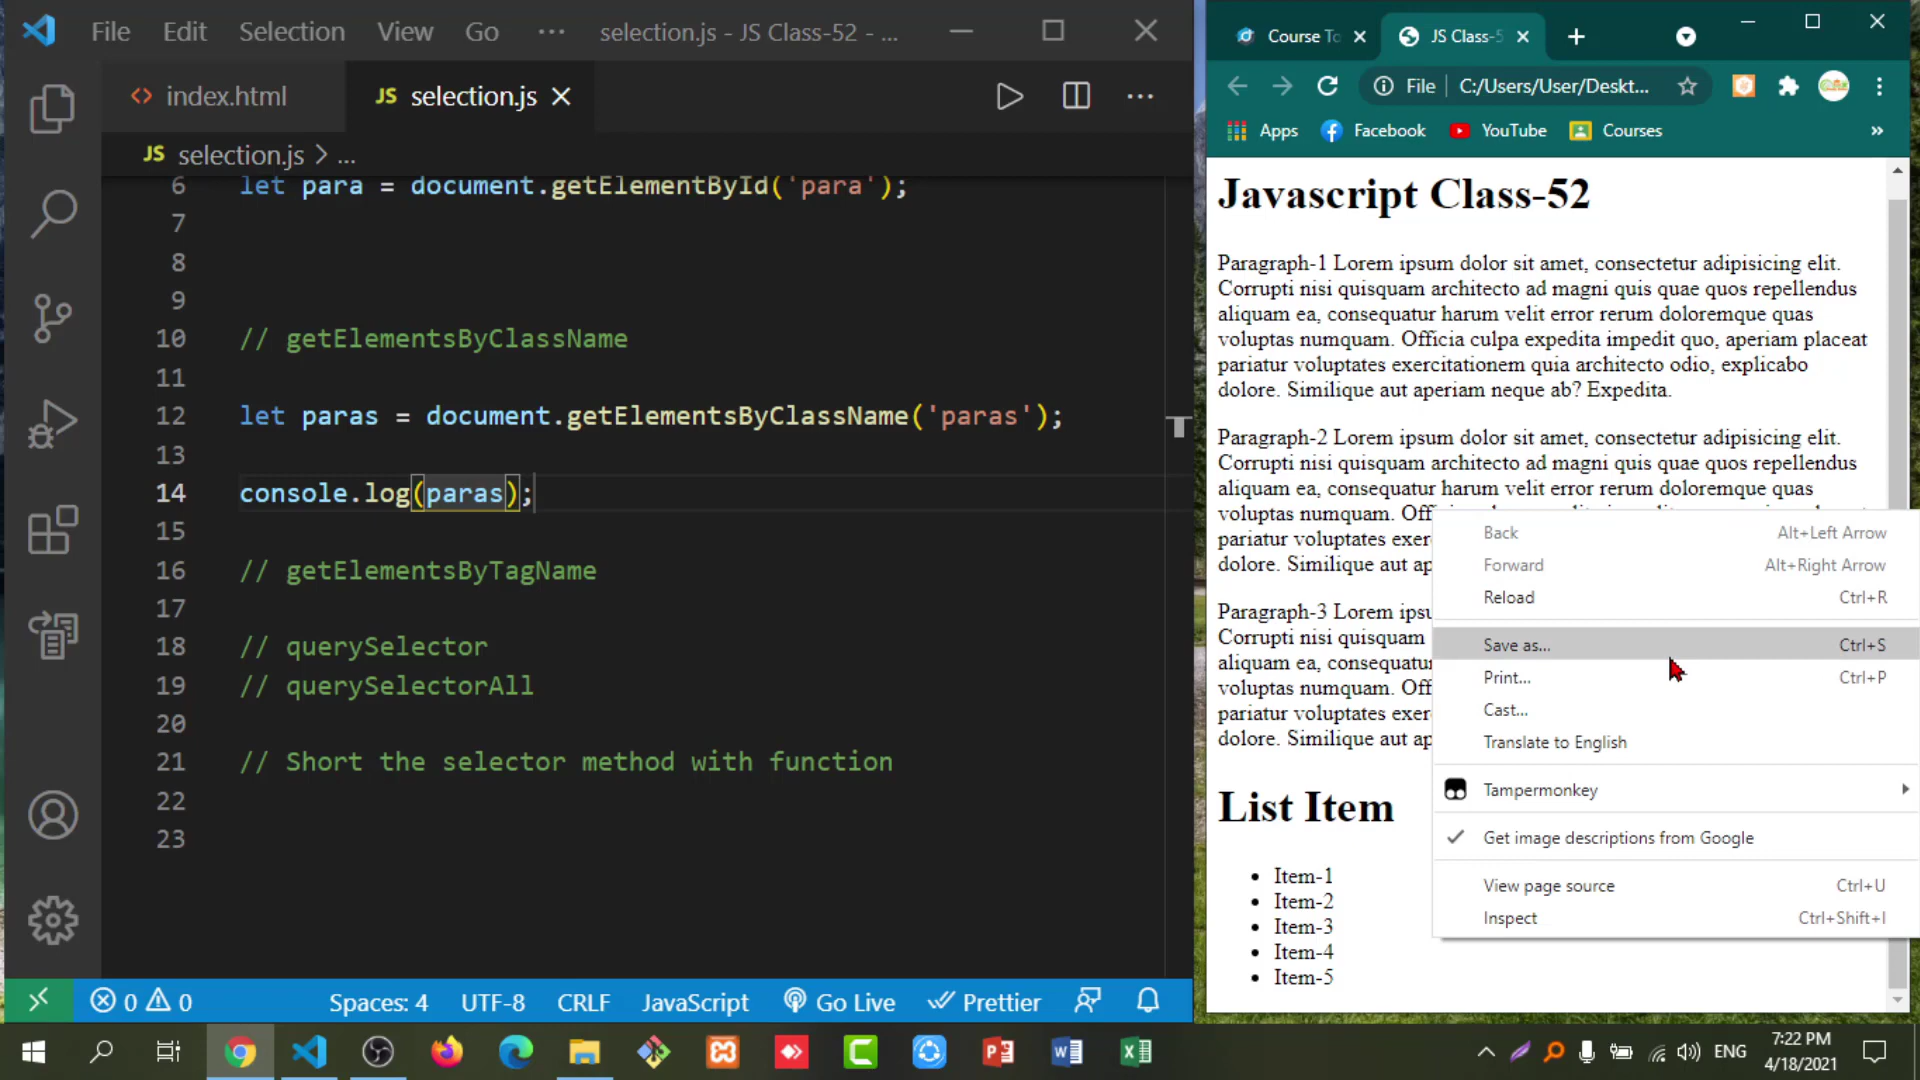 File Edit Selection View Go ··· selection.js - JS Class-52 - ...
index.html
JS selection.js
JS selection.js > ...
6 let para = document.getElementById('para');
7
8
9
10 // getElementsByClassName
11
12 let paras = document.getElementsByClassName('paras');
13
14 console.log(paras);
15
16 // getElementsByTagName
17
18 // querySelector
19 // querySelectorAll
20
21 // Short the selector method with function
22
23
0 0 Spaces: 4 UTF-8 CRLF JavaScript Go Live Prettier
Course To
JS Class-5
File C:/Users/User/Deskt...
Apps Facebook YouTube Courses »
Javascript Class-52
Paragraph-1 Lorem ipsum dolor sit amet, consectetur adipisicing elit.
Corrupti nisi quisquam architecto ad magni quis quae quos repellendus
aliquam ea, consequatur harum velit error rerum doloremque quas
voluptas numquam. Officia culpa expedita impedit quo, aperiam placeat
pariatur voluptates exercitationem quia architecto odio, explicabo
dolore. Similique aut aperiam neque ab? Expedita.
Paragraph-2 Lorem ipsum dolor sit amet, consectetur adipisicing elit.
Corrupti nisi quisquam architecto ad magni quis quae quos repellendus
aliquam ea, consequatur harum velit error rerum doloremque quas
voluptas numquam. Off
pariatur voluptates exer
dolore. Similique aut ap
Paragraph-3 Lorem ipsu
Corrupti nisi quisquam
aliquam ea, consequatu
voluptas numquam. Off
pariatur voluptates exer
dolore. Similique aut ap
List Item
• Item-1
• Item-2
• Item-3
• Item-4
• Item-5
Back Alt+Left Arrow
Forward Alt+Right Arrow
Reload Ctrl+R
Save as... Ctrl+S
Print... Ctrl+P
Cast...
Translate to English
Tampermonkey
Get image descriptions from Google
View page source Ctrl+U
Inspect Ctrl+Shift+I
ENG
7:22 PM
4/18/2021